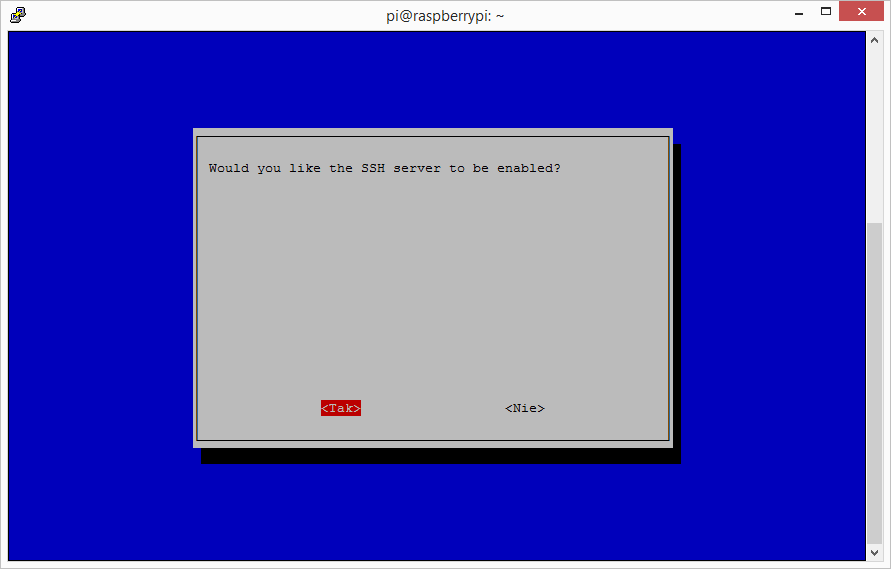 pi@raspberrypi: ~
Would you like the SSH server to be enabled?
<Tak> <Nie>